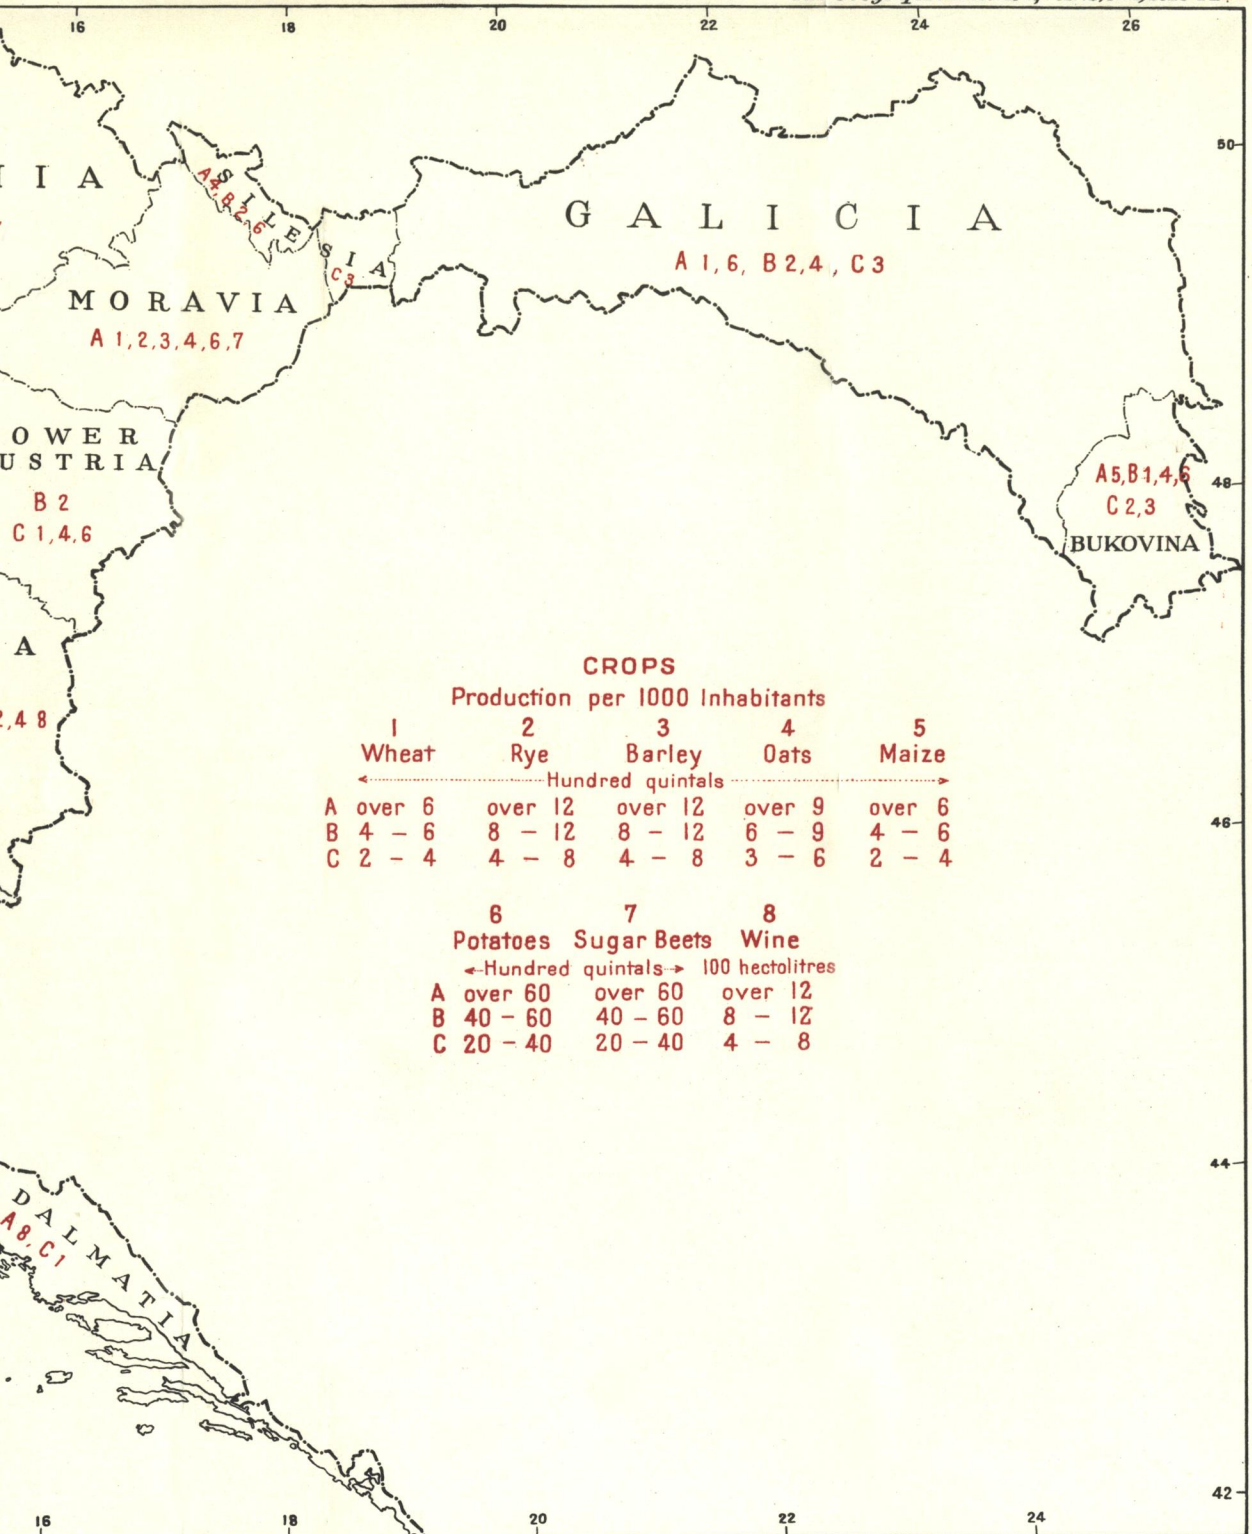 16 18 20 22 24 26
50
I A
SILESIA
A4,B2,6
C3
GALICIA
A 1,6, B 2,4, C 3
MORAVIA
A 1,2,3,4,6,7
OWER
USTRIA
B 2
C 1,4,6
48
A5,B1,4,6
C 2,3
BUKOVINA
A
,4 8
CROPS
Production per 1000 Inhabitants
1 2 3 4 5
Wheat Rye Barley Oats Maize
Hundred quintals
A over 6 over 12 over 12 over 9 over 6
B 4 – 6 8 – 12 8 – 12 6 – 9 4 – 6
C 2 – 4 4 – 8 4 – 8 3 – 6 2 – 4
46
6 7 8
Potatoes Sugar Beets Wine
Hundred quintals 100 hectolitres
A over 60 over 60 over 12
B 40 – 60 40 – 60 8 – 12
C 20 – 40 20 – 40 4 – 8
44
DALMATIA
A8, C1
42
16 18 20 22 24